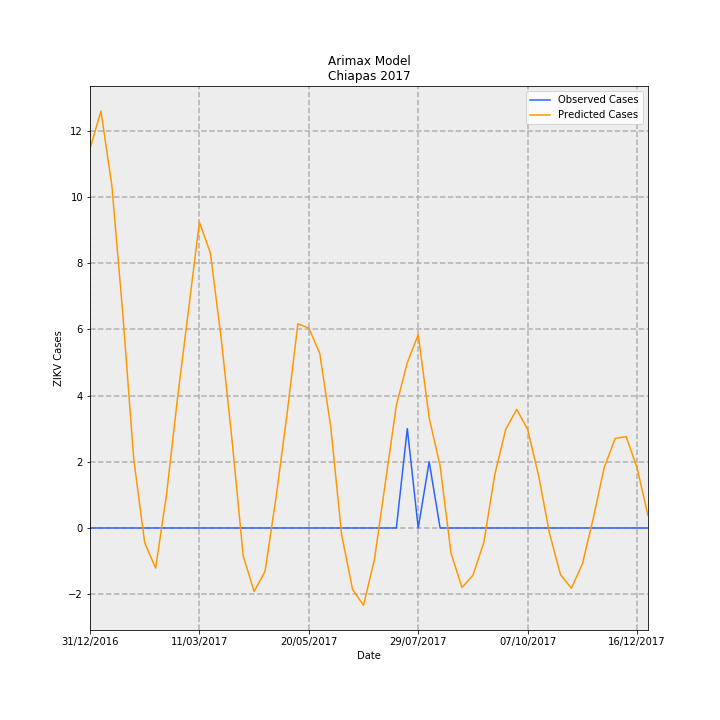 Arimax Model
Chiapas 2017
Observed Cases
Predicted Cases
12
10
8
6
4
2
0
−2
ZIKV Cases
31/12/2016 11/03/2017 20/05/2017 29/07/2017 07/10/2017 16/12/2017
Date